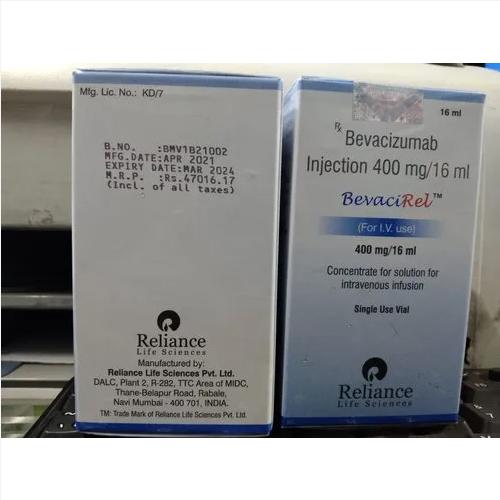 Mfg. Lic. No.: KD/7
B.NO. :BMV1B21002
MFG.DATE:APR 2021
EXPIRY DATE:MAR 2024
M.R.P. :Rs.47016.17
(Incl. of all taxes)
Reliance
Life Sciences
Manufactured by:
Reliance Life Sciences Pvt. Ltd.
DALC, Plant 2, R-282, TTC Area of MIDC,
Thane-Belapur Road, Rabale,
Navi Mumbai - 400 701, INDIA.
TM: Trade Mark of Reliance Life Sciences Pvt. Ltd.
16 ml
Rx Bevacizumab
Injection 400 mg/16 ml
BevaciRel™
(For I.V. use)
400 mg/16 ml
Concentrate for solution for
intravenous infusion
Single Use Vial
Reliance
Life Sciences